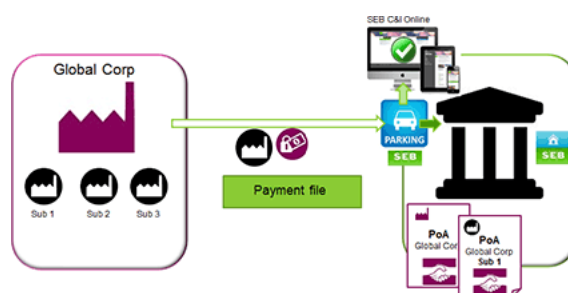 SEB C&I Online
Global Corp
Sub 1
Sub 2
Sub 3
Payment file
PARKING
SEB
SEB
PoA
Global Cor
PoA
Global Corp
Sub 1